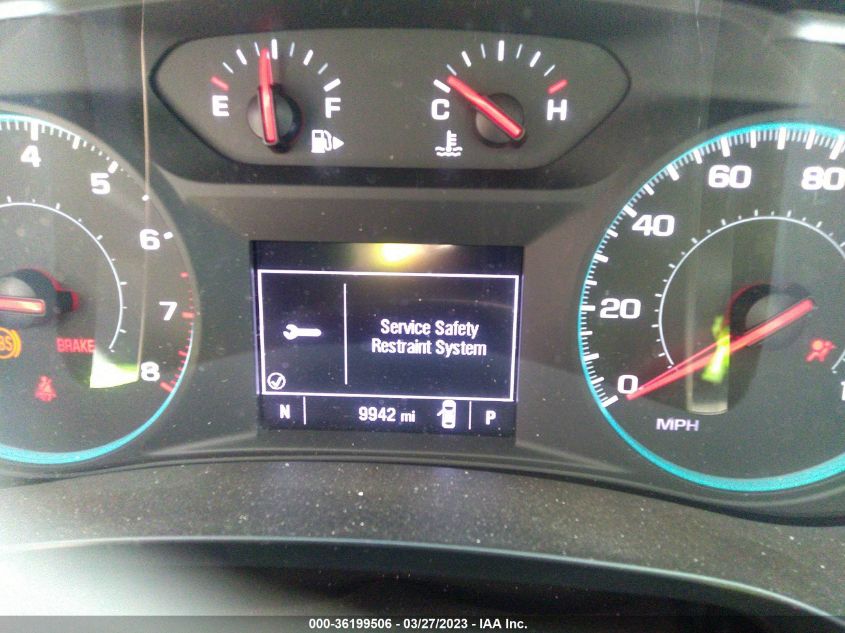 E F C H
4
5
6
7
8
BRAKE
Service Safety
Restraint System
N 9942 mi P
0
20
40
60
80
MPH
000-36199506 - 03/27/2023 - IAA Inc.